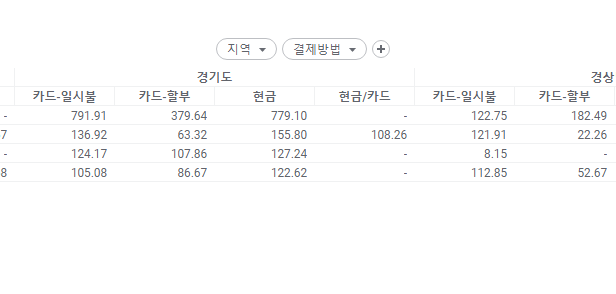 지역 결제방법
경기도 경상
카드-일시불 카드-할부 현금 현금/카드 카드-일시불 카드-할부
- 791.91 379.64 779.10 - 122.75 182.49
7 136.92 63.32 155.80 108.26 121.91 22.26
- 124.17 107.86 127.24 - 8.15 -
8 105.08 86.67 122.62 - 112.85 52.67